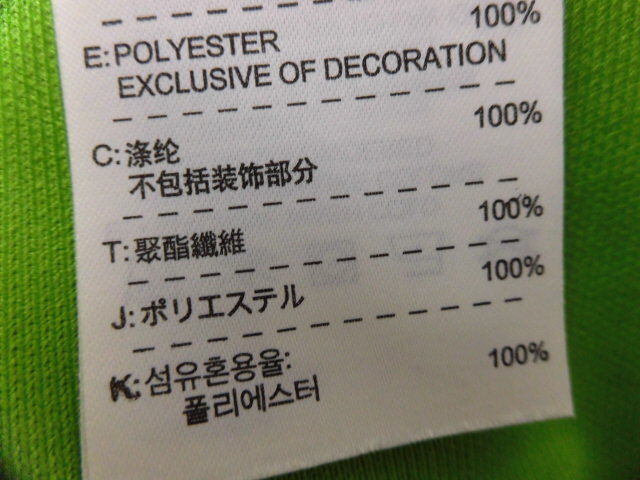 100%
E: POLYESTER
EXCLUSIVE OF DECORATION
100%
C: 涤纶
不包括装饰部分
100%
T: 聚酯纖維
100%
J: ポリエステル
100%
K: 섬유혼용율:
폴리에스터